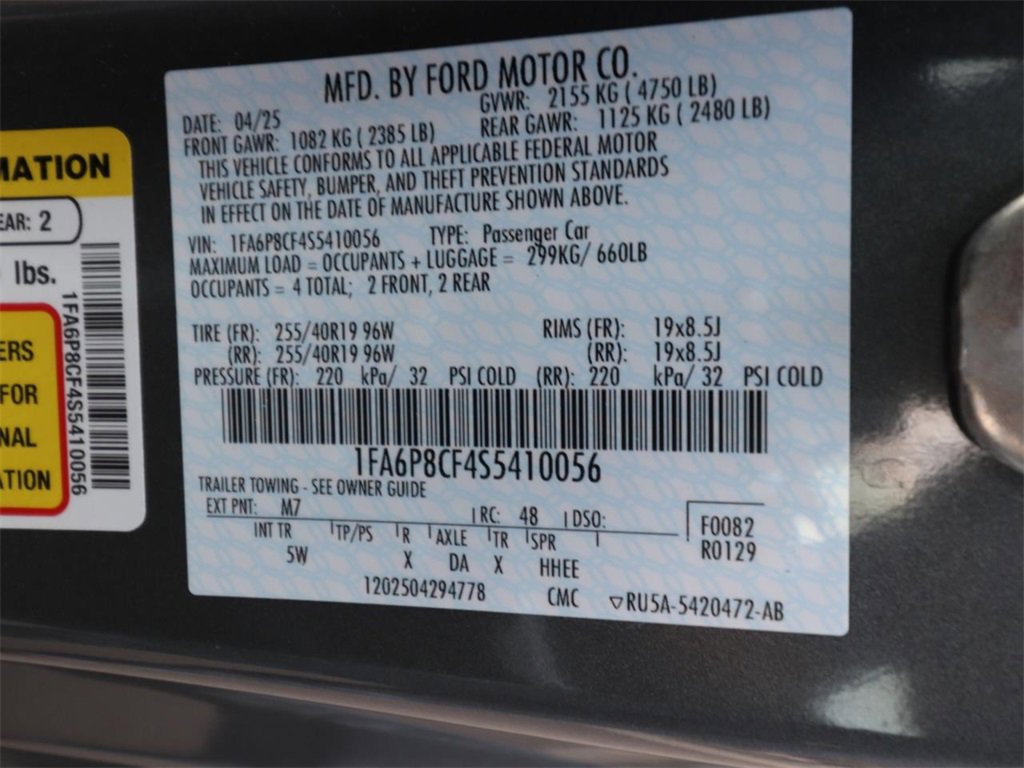 MFD. BY FORD MOTOR CO.
DATE: 04/25 GVWR: 2155 KG ( 4750 LB)
FRONT GAWR: 1082 KG ( 2385 LB) REAR GAWR: 1125 KG ( 2480 LB)
THIS VEHICLE CONFORMS TO ALL APPLICABLE FEDERAL MOTOR
VEHICLE SAFETY, BUMPER, AND THEFT PREVENTION STANDARDS
IN EFFECT ON THE DATE OF MANUFACTURE SHOWN ABOVE.
VIN: 1FA6P8CF4S5410056 TYPE: Passenger Car
MAXIMUM LOAD = OCCUPANTS + LUGGAGE = 299KG/ 660LB
OCCUPANTS = 4 TOTAL; 2 FRONT, 2 REAR
TIRE (FR): 255/40R19 96W RIMS (FR): 19x8.5J
(RR): 255/40R19 96W (RR): 19x8.5J
PRESSURE (FR): 220 kPa/ 32 PSI COLD (RR): 220 kPa/ 32 PSI COLD
1FA6P8CF4S5410056
TRAILER TOWING - SEE OWNER GUIDE
EXT PNT: M7 RC: 48 DSO: F0082
INT TR TP/PS R AXLE TR SPR R0129
5W X DA X HHEE
1202504294778 CMC ▽RU5A-5420472-AB
MATION
EAR: 2
lbs.
1FA6P8CF4S5410056
ERS
FOR
NAL
ATION